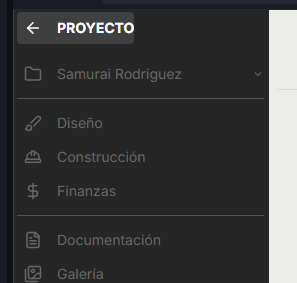 PROYECTO
Samurai Rodriguez
Diseño
Construcción
Finanzas
Documentación
Galería